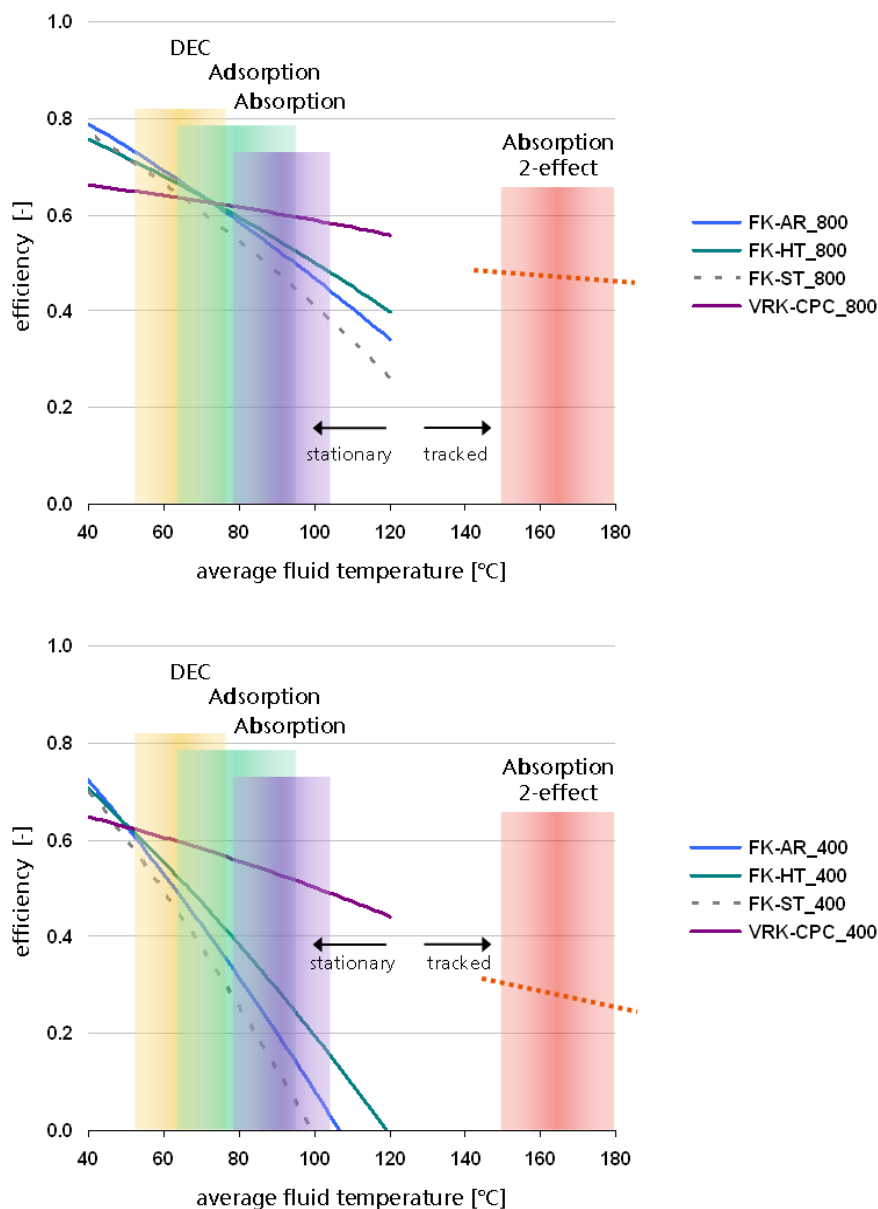 1.0
DEC
Adsorption
Absorption
0.8
Absorption
2-effect
0.6
efficiency [-]
0.4
0.2
stationary
tracked
0.0
40
60
80
100
120
140
160
180
average fluid temperature [°C]
FK-AR_800
FK-HT_800
FK-ST_800
VRK-CPC_800
1.0
DEC
Adsorption
Absorption
0.8
Absorption
2-effect
0.6
efficiency [-]
0.4
stationary
tracked
0.2
0.0
40
60
80
100
120
140
160
180
average fluid temperature [°C]
FK-AR_400
FK-HT_400
FK-ST_400
VRK-CPC_400